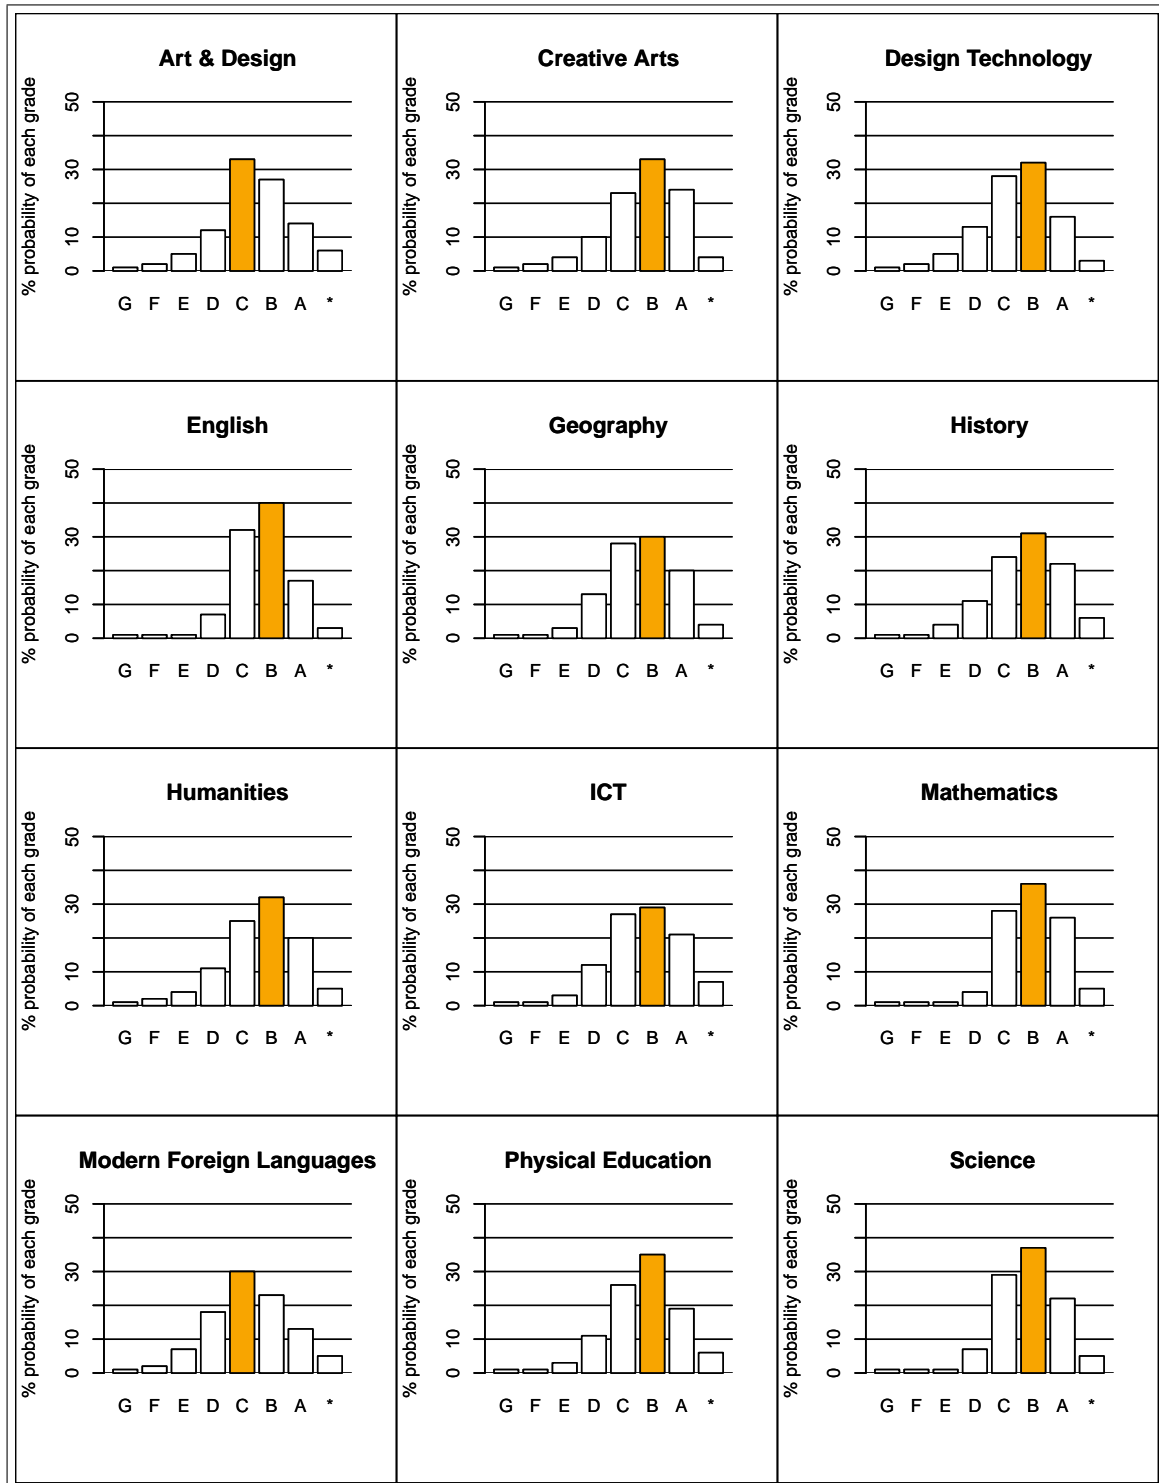 Art & Design
% probability of each grade
50
30
10
0
G F E D C B A *
Creative Arts
% probability of each grade
50
30
10
0
G F E D C B A *
Design Technology
% probability of each grade
50
30
10
0
G F E D C B A *
English
% probability of each grade
50
30
10
0
G F E D C B A *
Geography
% probability of each grade
50
30
10
0
G F E D C B A *
History
% probability of each grade
50
30
10
0
G F E D C B A *
Humanities
% probability of each grade
50
30
10
0
G F E D C B A *
ICT
% probability of each grade
50
30
10
0
G F E D C B A *
Mathematics
% probability of each grade
50
30
10
0
G F E D C B A *
Modern Foreign Languages
% probability of each grade
50
30
10
0
G F E D C B A *
Physical Education
% probability of each grade
50
30
10
0
G F E D C B A *
Science
% probability of each grade
50
30
10
0
G F E D C B A *